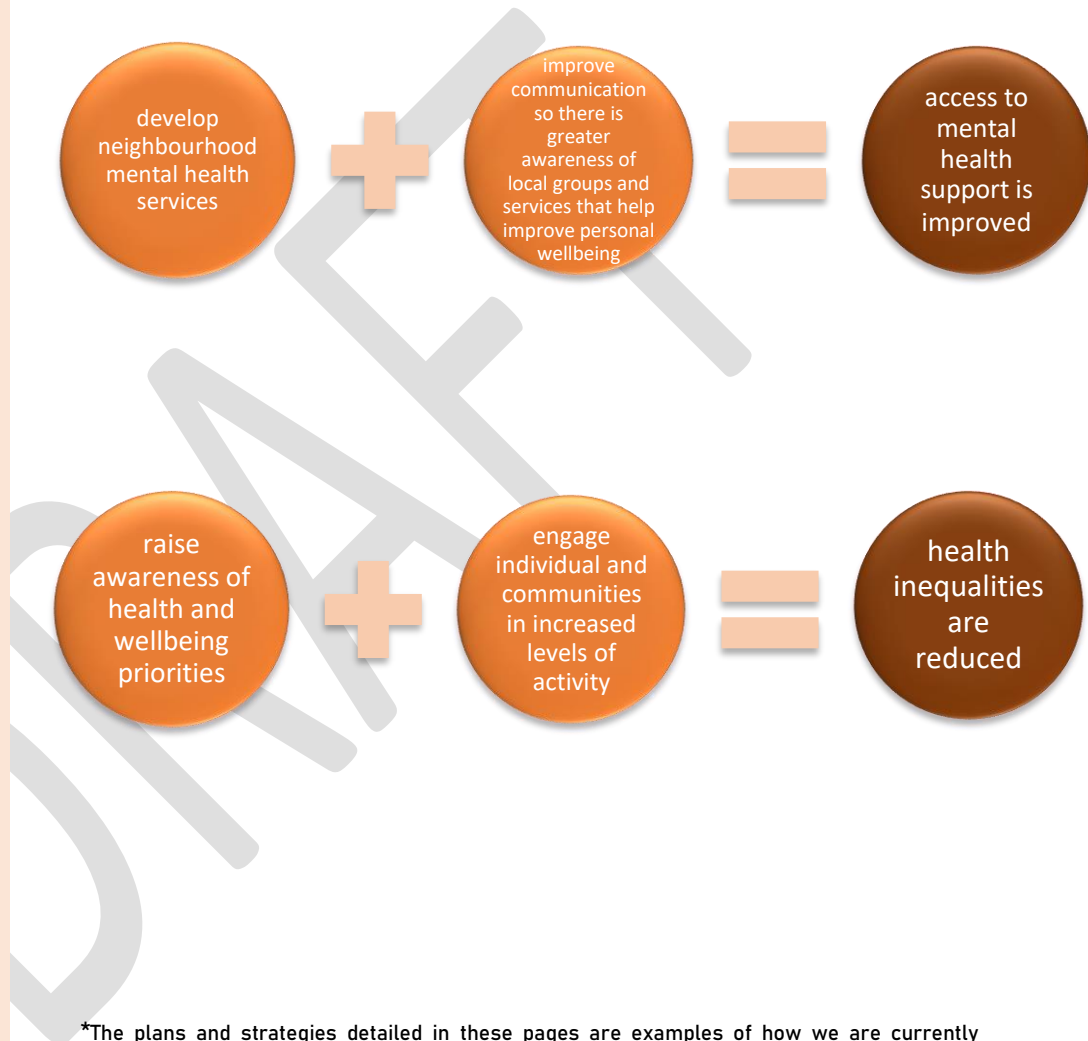 develop
neighbourhood
mental health
services
improve
communication
so there is
greater
awareness of
local groups and
services that help
improve personal
wellbeing
access to
mental
health
support is
improved
raise
awareness of
health and
wellbeing
priorities
engage
individual and
communities
in increased
levels of
activity
health
inequalities
are
reduced
DRAFT
*The plans and strategies detailed in these pages are examples of how we are currently